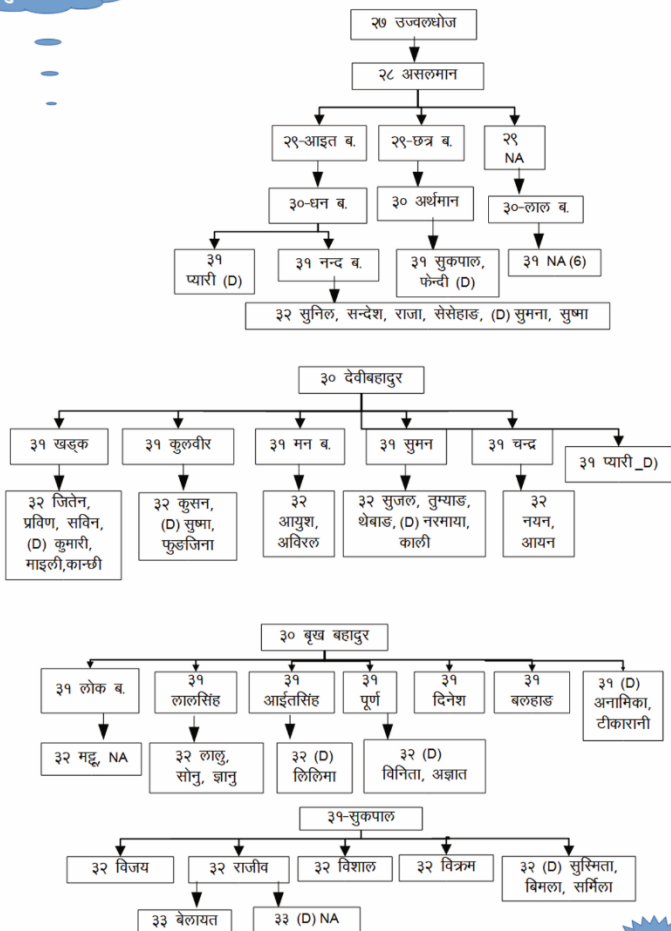 २७ उज्वलधोज
२८ असलमान
२९-आइत ब.
२९-छत्र ब.
२९
NA
३०-धन ब.
३० अर्थमान
३०-लाल ब.
३१
प्यारी (D)
३१ नन्द ब.
३१ सुकपाल,
फेन्दी (D)
३१ NA (6)
३२ सुनिल, सन्देश, राजा, सेसेहाङ, (D) सुमना, सुष्मा
३० देवीबहादुर
३१ खड्क
३१ कुलवीर
३१ मन ब.
३१ सुमन
३१ चन्द्र
३१ प्यारी_D)
३२ जितेन,
प्रविण, सविन,
(D) कुमारी,
माइली,कान्छी
३२ कुसन,
(D) सुष्मा,
फुङजिना
३२
आयुश,
अविरल
३२ सुजल, तुम्याङ,
थेबाङ, (D) नरमाया,
काली
३२
नयन,
आयन
३० बृख बहादुर
३१ लोक ब.
३१
लालसिंह
३१
आईतसिंह
३१
पूर्ण
३१
दिनेश
३१
बलहाङ
३१ (D)
अनामिका,
टीकारानी
३२ मट्टू, NA
३२ लालु,
सोनु, ज्ञानु
३२ (D)
लिलिमा
३२ (D)
विनिता, अज्ञात
३१-सुकपाल
३२ विजय
३२ राजीव
३२ विशाल
३२ विक्रम
३२ (D) सुस्मिता,
बिमला, सर्मिला
३३ बेलायत
३३ (D) NA